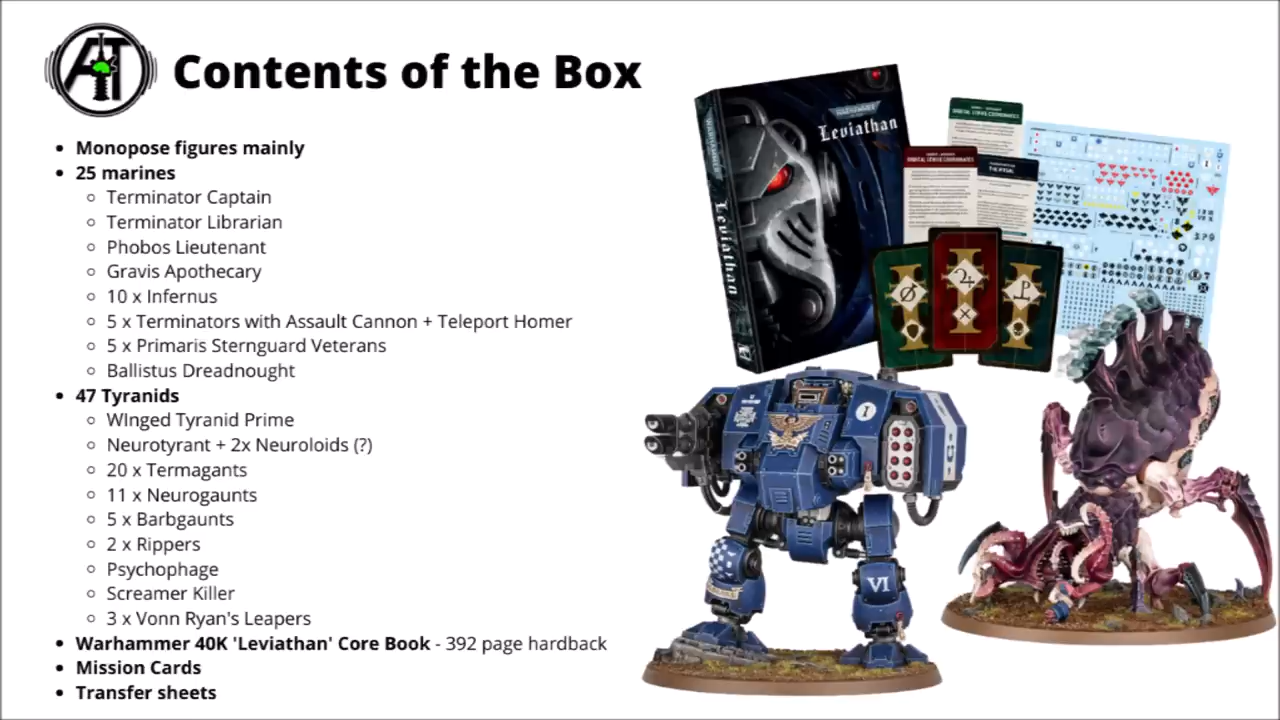 AT
Contents of the Box
Monopose figures mainly
25 marines
Terminator Captain
Terminator Librarian
Phobos Lieutenant
Gravis Apothecary
10 x Infernus
5 x Terminators with Assault Cannon + Teleport Homer
5 x Primaris Sternguard Veterans
Ballistus Dreadnought
47 Tyranids
WInged Tyranid Prime
Neurotyrant + 2x Neuroloids (?)
20 x Termagants
11 x Neurogaunts
5 x Barbgaunts
2 x Rippers
Psychophage
Screamer Killer
3 x Vonn Ryan's Leapers
Warhammer 40K 'Leviathan' Core Book - 392 page hardback
Mission Cards
Transfer sheets
Leviathan
Leviathan
I
VI